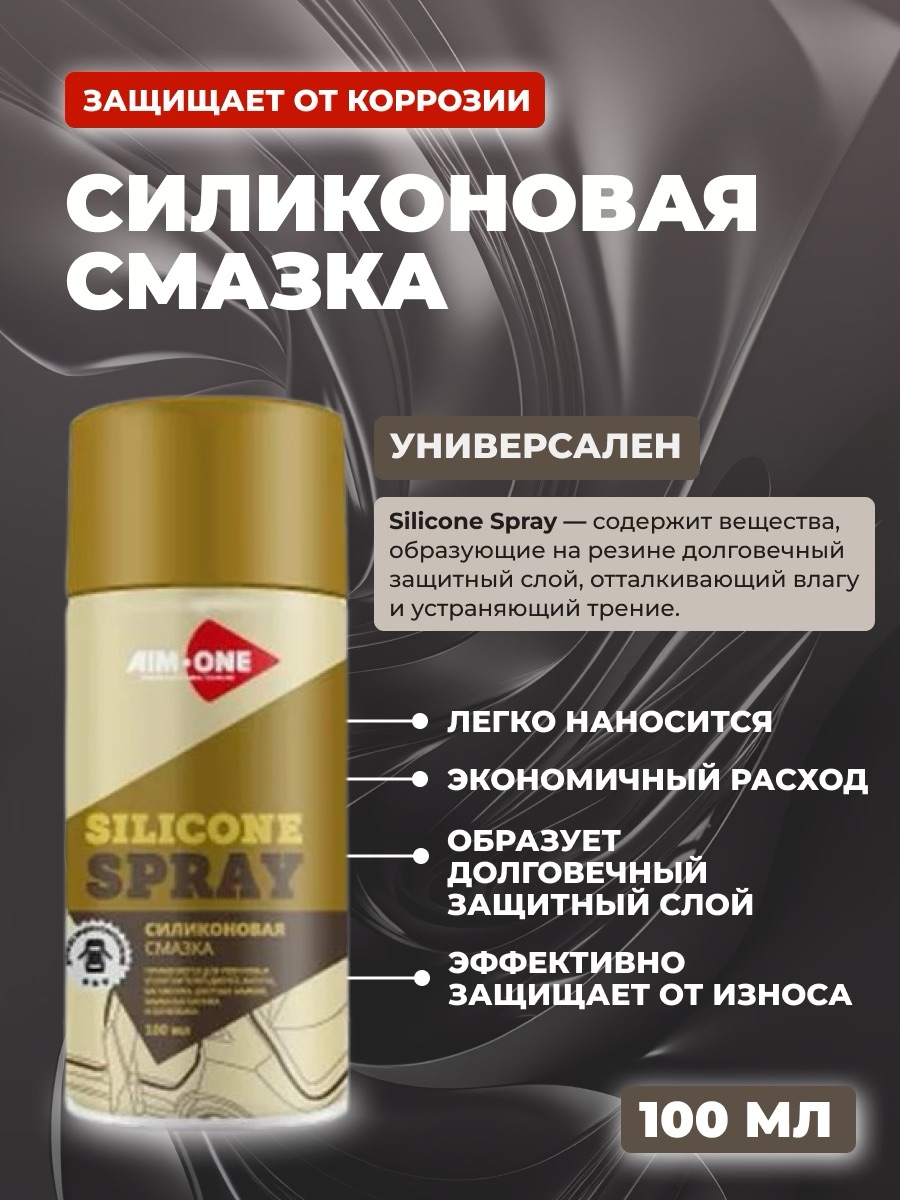 ЗАЩИЩАЕТ ОТ КОРРОЗИИ
СИЛИКОНОВАЯ
СМАЗКА
УНИВЕРСАЛЕН
Silicone Spray — содержит вещества,
образующие на резине долговечный
защитный слой, отталкивающий влагу
и устраняющий трение.
AIM-ONE
ЛЕГКО НАНОСИТСЯ
ЭКОНОМИЧНЫЙ РАСХОД
ОБРАЗУЕТ
ДОЛГОВЕЧНЫЙ
ЗАЩИТНЫЙ СЛОЙ
ЭФФЕКТИВНО
ЗАЩИЩАЕТ ОТ ИЗНОСА
SILICONE
SPRAY
СИЛИКОНОВАЯ
СМАЗКА
100 мл
100 МЛ